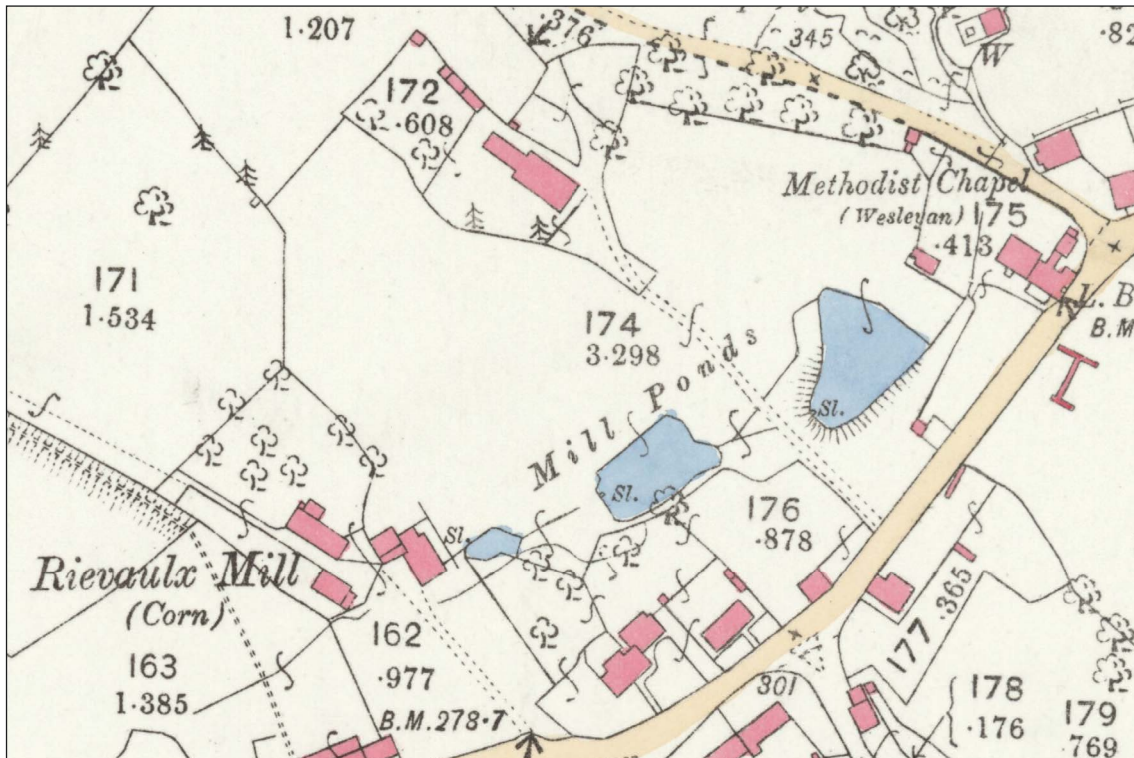 1·207
·376
345
W
·82
172
·608
Methodist Chapel
(Wesleyan)
175
·413
L.B
B.M
171
1·534
174
3·298
Mill Ponds
Sl.
Sl.
Sl.
176
·878
Rievaulx Mill
(Corn)
162
·977
B.M.278·7
163
1·385
·365
177
301
178
·176
179
·769